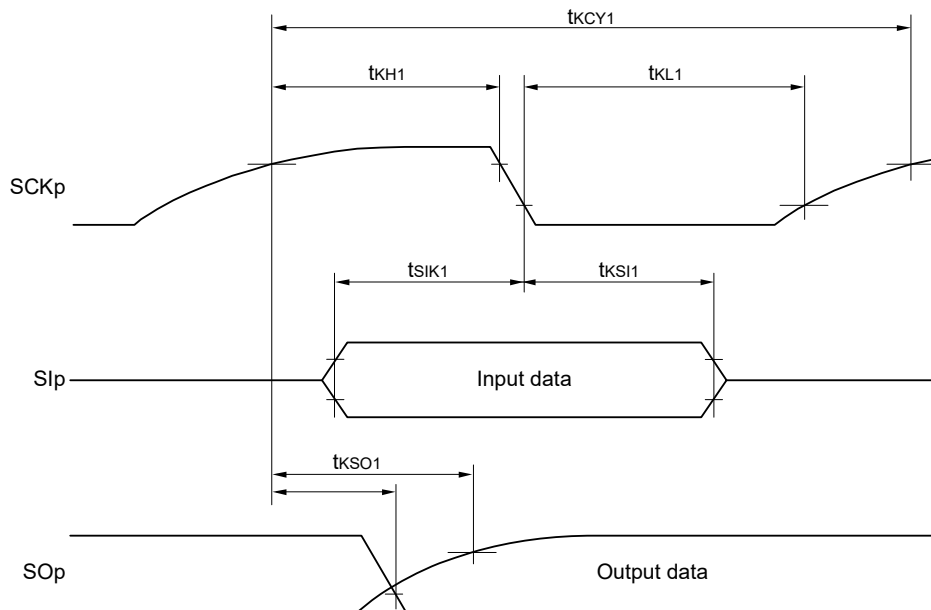 tKCY1
tKH1
tKL1
SCKp
tSIK1
tKSI1
SIp
Input data
tKSO1
SOp
Output data